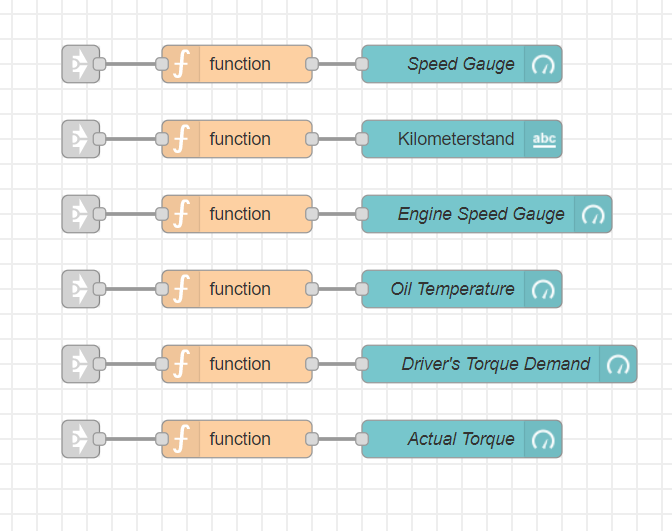 function Speed Gauge
function Kilometerstand abc
function Engine Speed Gauge
function Oil Temperature
function Driver's Torque Demand
function Actual Torque